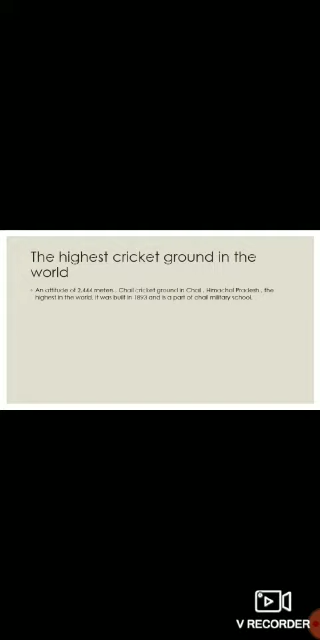 The highest cricket ground in the
world
• An attitude of 2,444 meters , Chail cricket ground in Chail , Himachal Pradesh , the
highest in the world. It was built in 1893 and is a part of chail military school.
V RECORDER